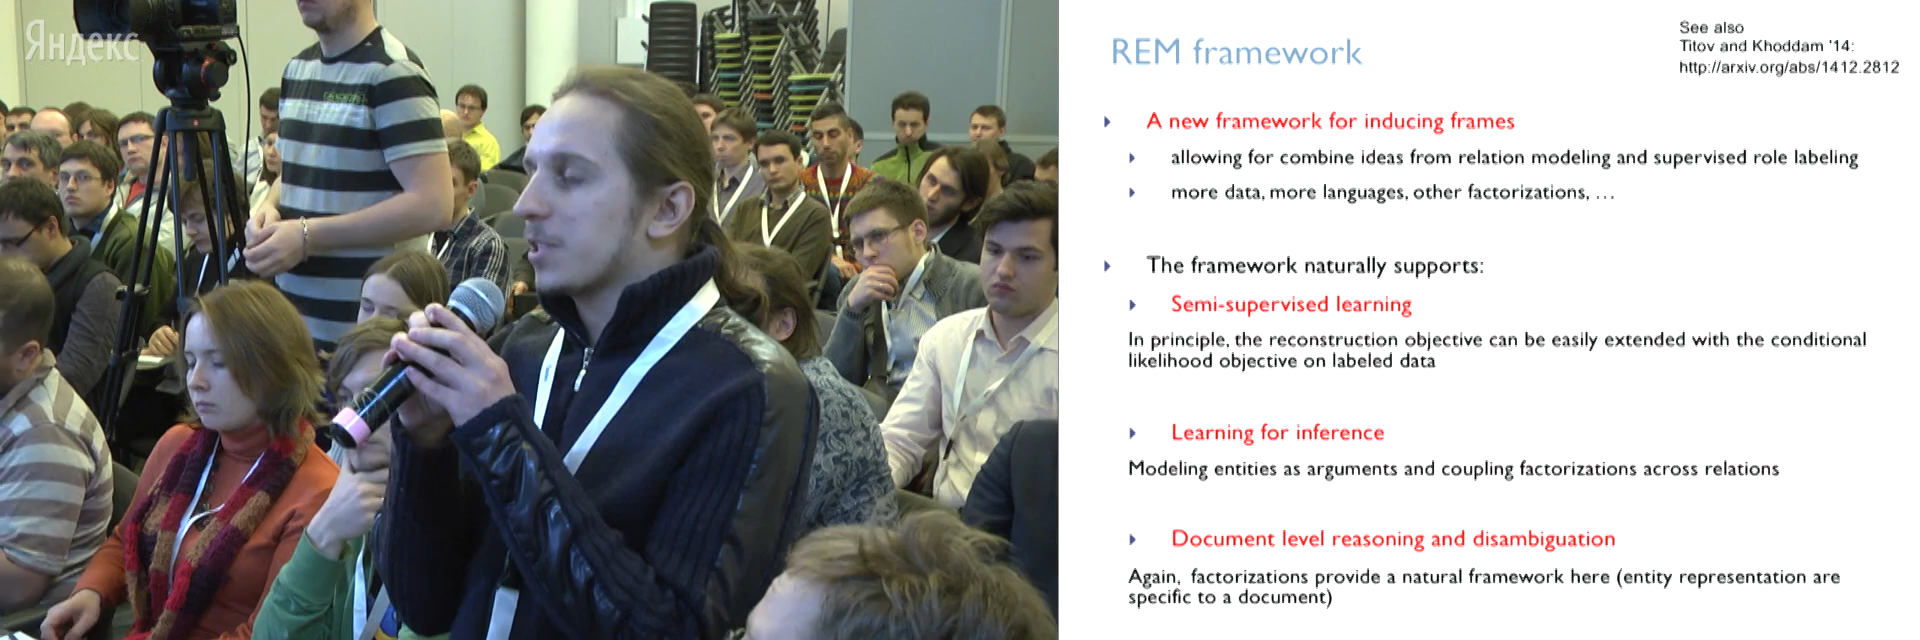 Яндекс
REM framework
See also
Titov and Khoddam '14:
http://arxiv.org/abs/1412.2812
A new framework for inducing frames
allowing for combine ideas from relation modeling and supervised role labeling
more data, more languages, other factorizations, …
The framework naturally supports:
Semi-supervised learning
In principle, the reconstruction objective can be easily extended with the conditional
likelihood objective on labeled data
Learning for inference
Modeling entities as arguments and coupling factorizations across relations
Document level reasoning and disambiguation
Again, factorizations provide a natural framework here (entity representation are
specific to a document)